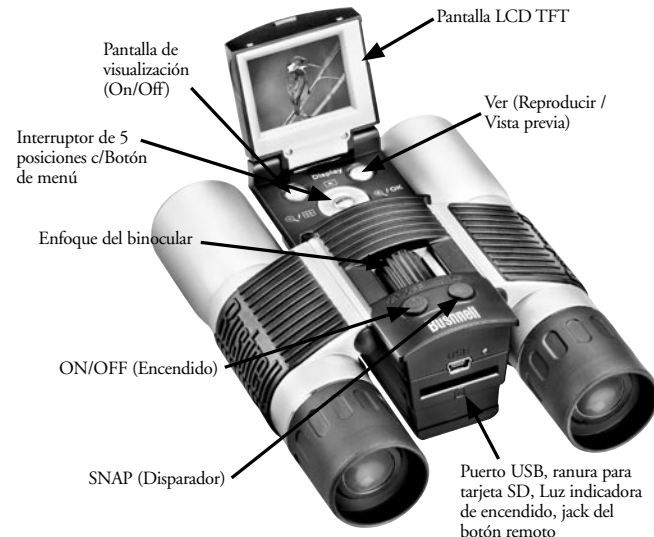 Pantalla LCD TFT
Pantalla de
visualización
(On/Off)
Ver (Reproducir /
Vista previa)
Interruptor de 5
posiciones c/Botón
de menú
Display
/OK
Enfoque del binocular
Bushnell
Bushnell
USB
ON/OFF (Encendido)
SNAP (Disparador)
Puerto USB, ranura para
tarjeta SD, Luz indicadora
de encendido, jack del
botón remoto